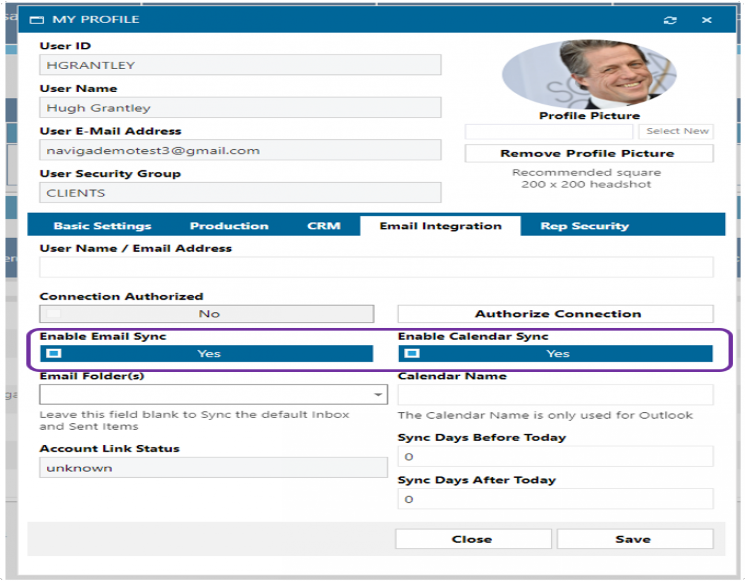 MY PROFILE
User ID
HGRANTLEY
User Name
Hugh Grantley
User E-Mail Address
navigademotest3@gmail.com
User Security Group
CLIENTS
Profile Picture
Select New
Remove Profile Picture
Recommended square
200 x 200 headshot
Basic Settings Production CRM Email Integration Rep Security
User Name / Email Address
Connection Authorized
No Authorize Connection
Enable Email Sync Enable Calendar Sync
Yes Yes
Email Folder(s) Calendar Name
Leave this field blank to Sync the default Inbox
and Sent Items
The Calendar Name is only used for Outlook
Account Link Status
unknown
Sync Days Before Today
0
Sync Days After Today
0
Close Save